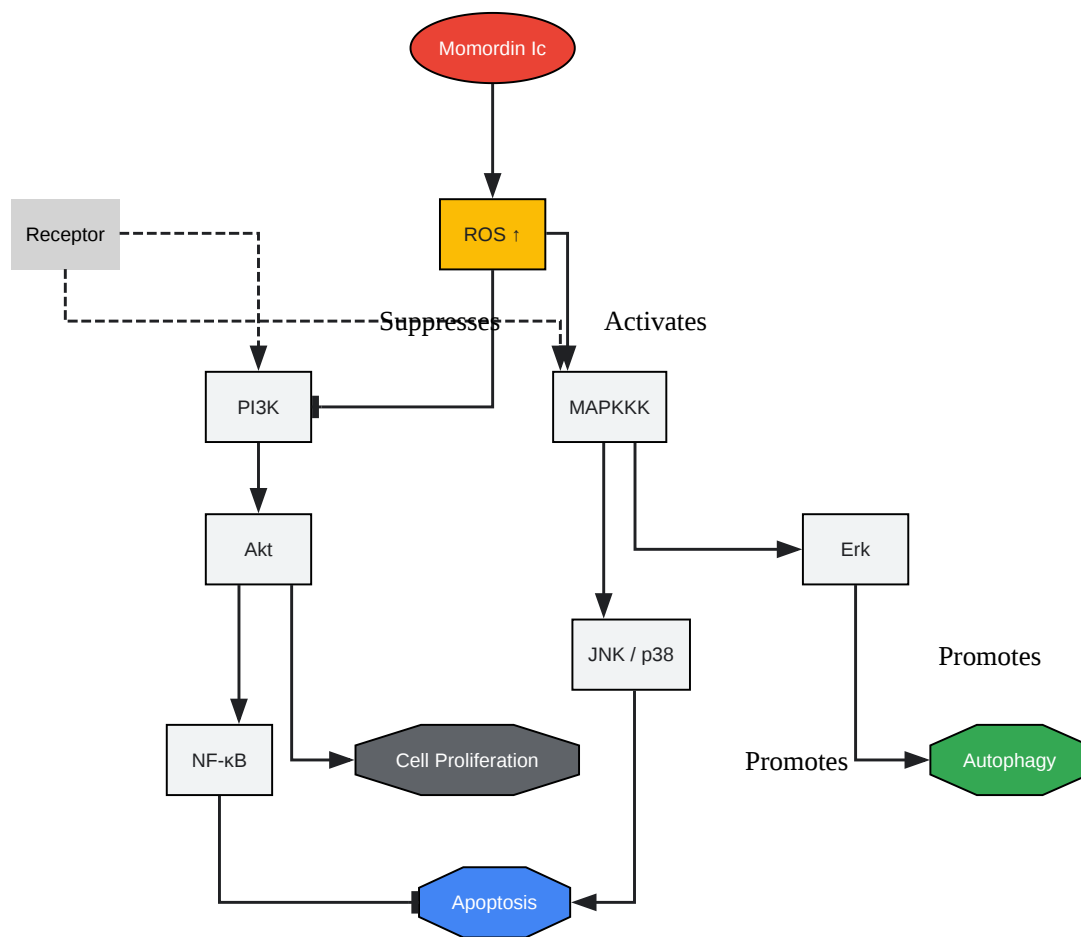 Momordin Ic
Receptor
ROS ↑
Suppresses
Activates
PI3K
MAPKKK
Akt
Erk
JNK / p38
Promotes
NF-κB
Cell Proliferation
Promotes
Autophagy
Apoptosis